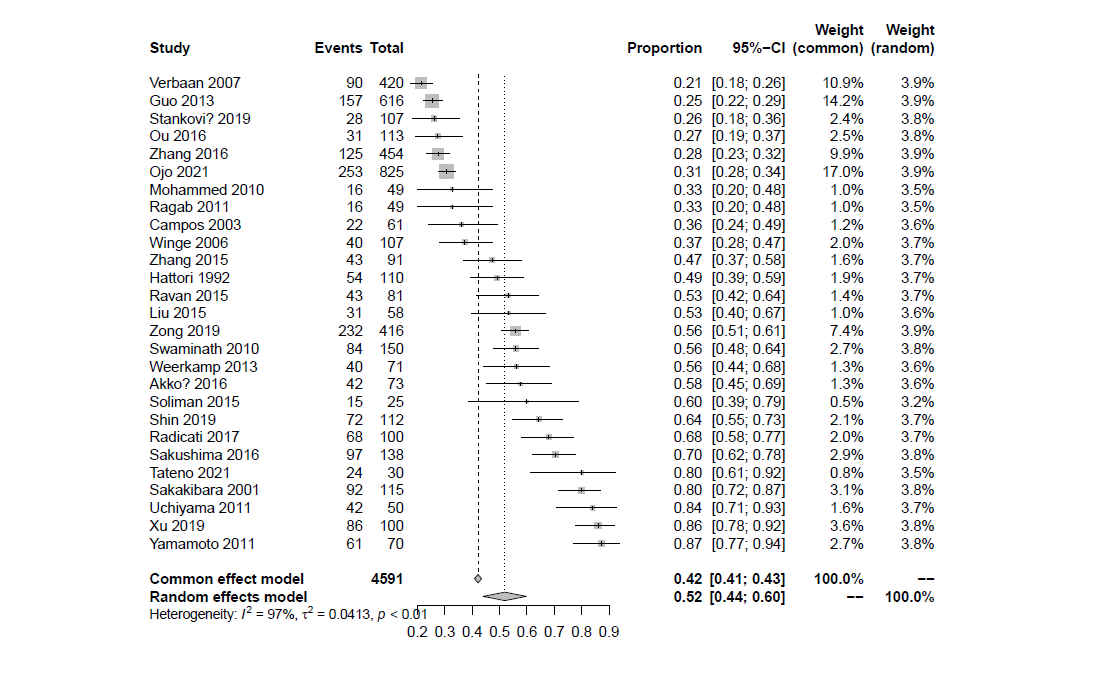 Weight Weight
Study Events Total Proportion 95%−CI (common) (random)
Verbaan 2007 90 420 0.21 [0.18; 0.26] 10.9% 3.9%
Guo 2013 157 616 0.25 [0.22; 0.29] 14.2% 3.9%
Stankovi? 2019 28 107 0.26 [0.18; 0.36] 2.4% 3.8%
Ou 2016 31 113 0.27 [0.19; 0.37] 2.5% 3.8%
Zhang 2016 125 454 0.28 [0.23; 0.32] 9.9% 3.9%
Ojo 2021 253 825 0.31 [0.28; 0.34] 17.0% 3.9%
Mohammed 2010 16 49 0.33 [0.20; 0.48] 1.0% 3.5%
Ragab 2011 16 49 0.33 [0.20; 0.48] 1.0% 3.5%
Campos 2003 22 61 0.36 [0.24; 0.49] 1.2% 3.6%
Winge 2006 40 107 0.37 [0.28; 0.47] 2.0% 3.7%
Zhang 2015 43 91 0.47 [0.37; 0.58] 1.6% 3.7%
Hattori 1992 54 110 0.49 [0.39; 0.59] 1.9% 3.7%
Ravan 2015 43 81 0.53 [0.42; 0.64] 1.4% 3.7%
Liu 2015 31 58 0.53 [0.40; 0.67] 1.0% 3.6%
Zong 2019 232 416 0.56 [0.51; 0.61] 7.4% 3.9%
Swaminath 2010 84 150 0.56 [0.48; 0.64] 2.7% 3.8%
Weerkamp 2013 40 71 0.56 [0.44; 0.68] 1.3% 3.7%
Akko? 2016 42 73 0.58 [0.45; 0.69] 1.3% 3.6%
Soliman 2015 15 25 0.60 [0.39; 0.79] 0.5% 3.2%
Shin 2019 72 112 0.64 [0.55; 0.73] 2.1% 3.7%
Radicati 2017 68 100 0.68 [0.58; 0.77] 2.0% 3.7%
Sakushima 2016 97 138 0.70 [0.62; 0.78] 2.9% 3.8%
Tateno 2021 24 30 0.80 [0.61; 0.92] 0.8% 3.5%
Sakakibara 2001 92 115 0.80 [0.72; 0.87] 3.1% 3.8%
Uchiyama 2011 42 50 0.84 [0.71; 0.93] 1.6% 3.7%
Xu 2019 86 100 0.86 [0.78; 0.92] 3.6% 3.8%
Yamamoto 2011 61 70 0.87 [0.77; 0.94] 2.7% 3.8%
Common effect model 4591 0.42 [0.41; 0.43] 100.0% −−
Random effects model 0.52 [0.44; 0.60] −− 100.0%
Heterogeneity: I² = 97%, τ² = 0.0413, p < 0.01
0.2 0.3 0.4 0.5 0.6 0.7 0.8 0.9